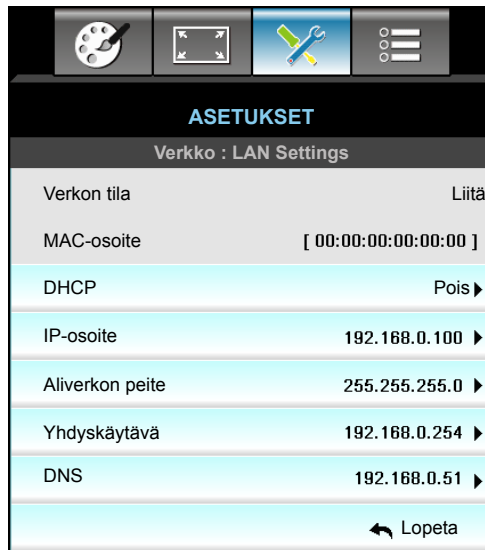 ASETUKSET
Verkko : LAN Settings
Verkon tila Liitä
MAC-osoite [ 00:00:00:00:00:00 ]
DHCP Pois
IP-osoite 192.168.0.100
Aliverkon peite 255.255.255.0
Yhdyskäytävä 192.168.0.254
DNS 192.168.0.51
Lopeta